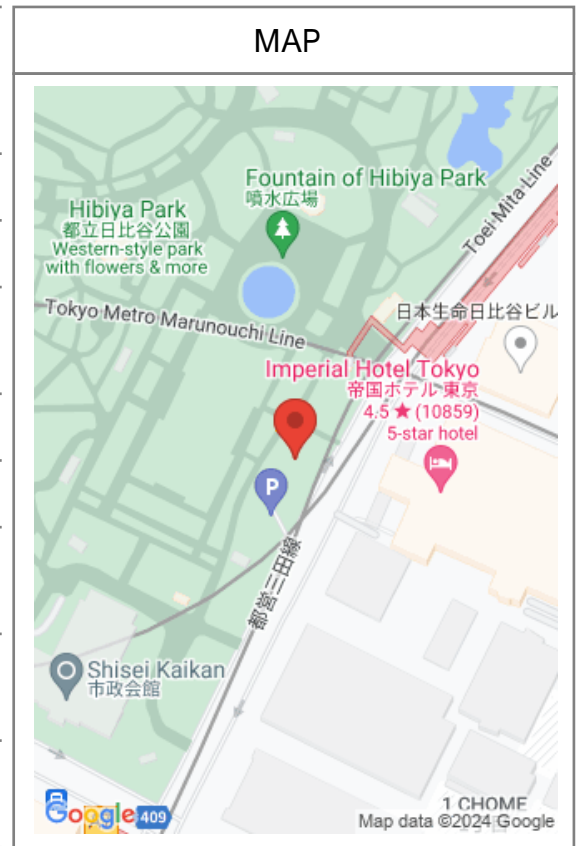 MAP
Fountain of Hibiya Park
噴水広場
Hibiya Park
都立日比谷公園
Western-style park
with flowers & more
Toei Mita Line
Tokyo Metro Marunouchi Line
日本生命日比谷ビル
Imperial Hotel Tokyo
帝国ホテル 東京
4.5 ★ (10859)
5-star hotel
P
都営三田線
Shisei Kaikan
市政会館
Google
409
1 CHOME
Map data ©2024 Google